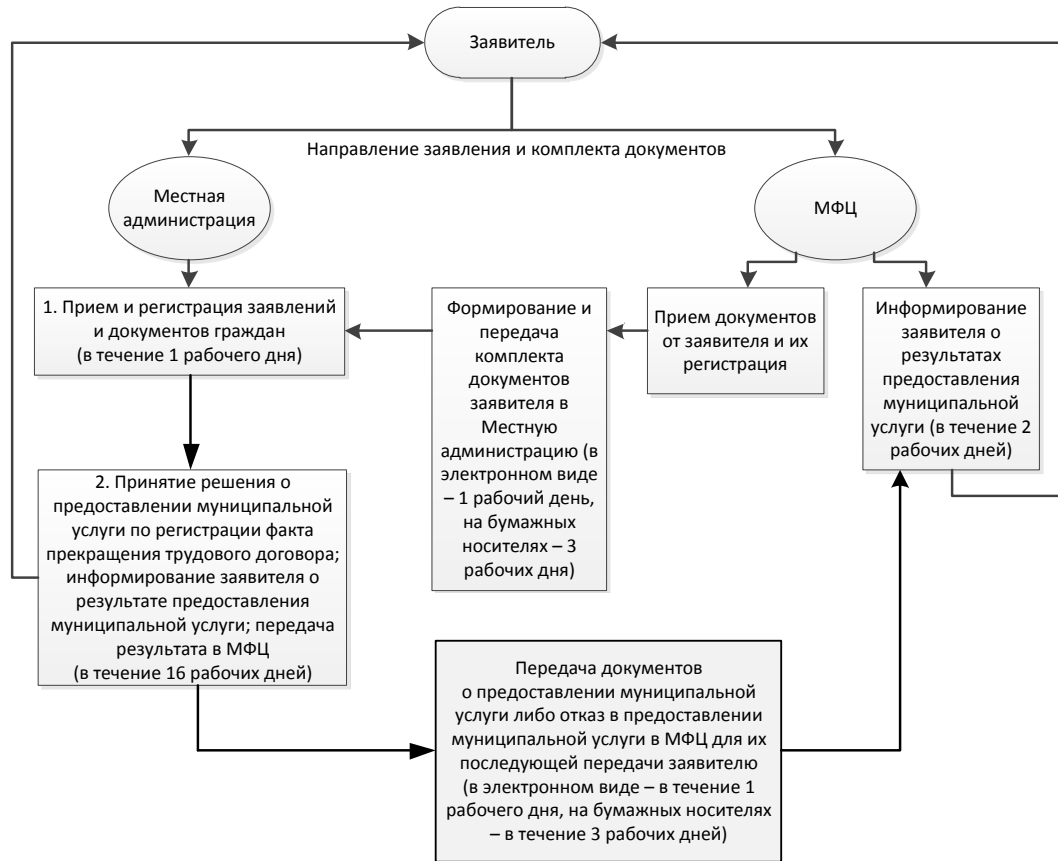 Заявитель
Направление заявления и комплекта документов
Местная
администрация
МФЦ
1. Прием и регистрация заявлений
и документов граждан
(в течение 1 рабочего дня)
Формирование и
передача
комплекта
документов
заявителя в
Местную
администрацию (в
электронном виде
– 1 рабочий день,
на бумажных
носителях – 3
рабочих дня)
Прием документов
от заявителя и их
регистрация
Информирование
заявителя о
результатах
предоставления
муниципальной
услуги (в течение 2
рабочих дней)
2. Принятие решения о
предоставлении муниципальной
услуги по регистрации факта
прекращения трудового договора;
информирование заявителя о
результате предоставления
муниципальной услуги; передача
результата в МФЦ
(в течение 16 рабочих дней)
Передача документов
о предоставлении муниципальной
услуги либо отказ в предоставлении
муниципальной услуги в МФЦ для их
последующей передачи заявителю
(в электронном виде – в течение 1
рабочего дня, на бумажных носителях
– в течение 3 рабочих дней)